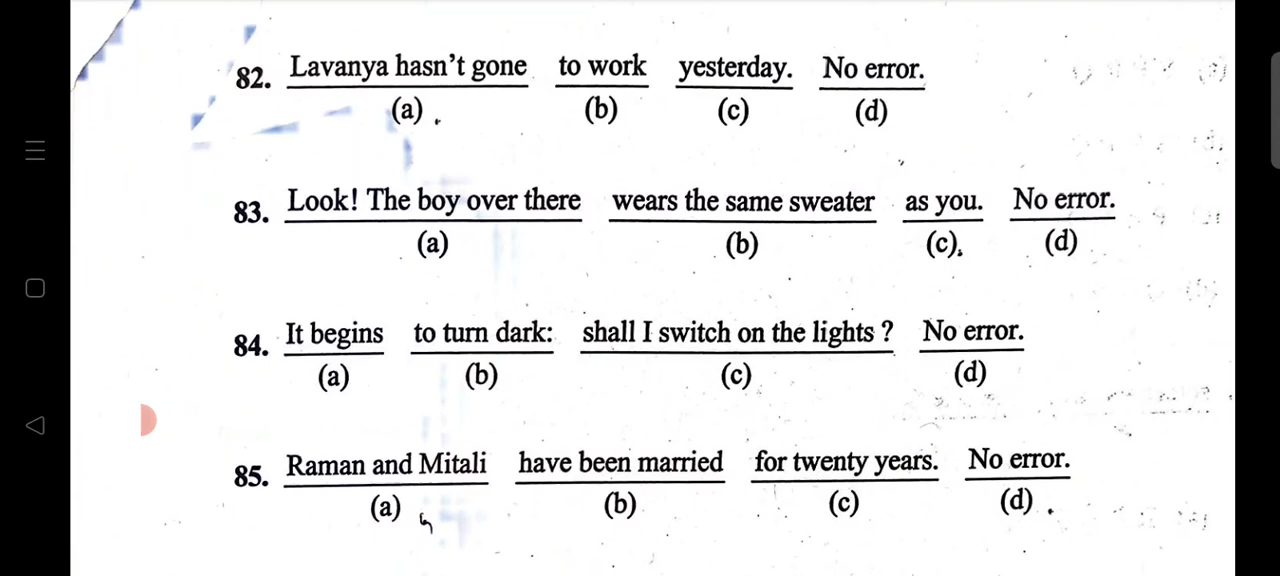 82. Lavanya hasn't gone to work yesterday. No error.
(a) (b) (c) (d)
83. Look! The boy over there wears the same sweater as you. No error.
(a) (b) (c) (d)
84. It begins to turn dark: shall I switch on the lights ? No error.
(a) (b) (c) (d)
85. Raman and Mitali have been married for twenty years. No error.
(a) (b) (c) (d)